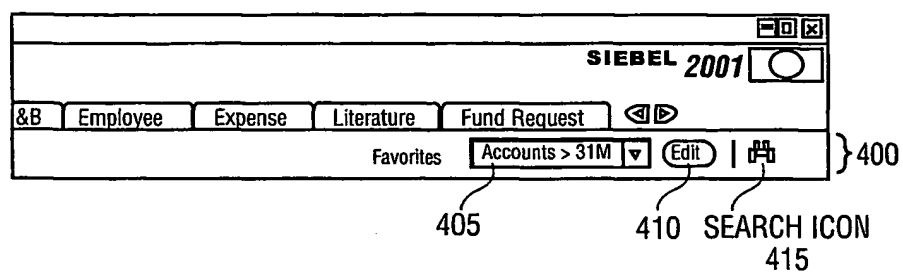 SIEBEL 2001
&B Employee Expense Literature Fund Request
Favorites Accounts > 31M Edit 400
405 410 SEARCH ICON
415